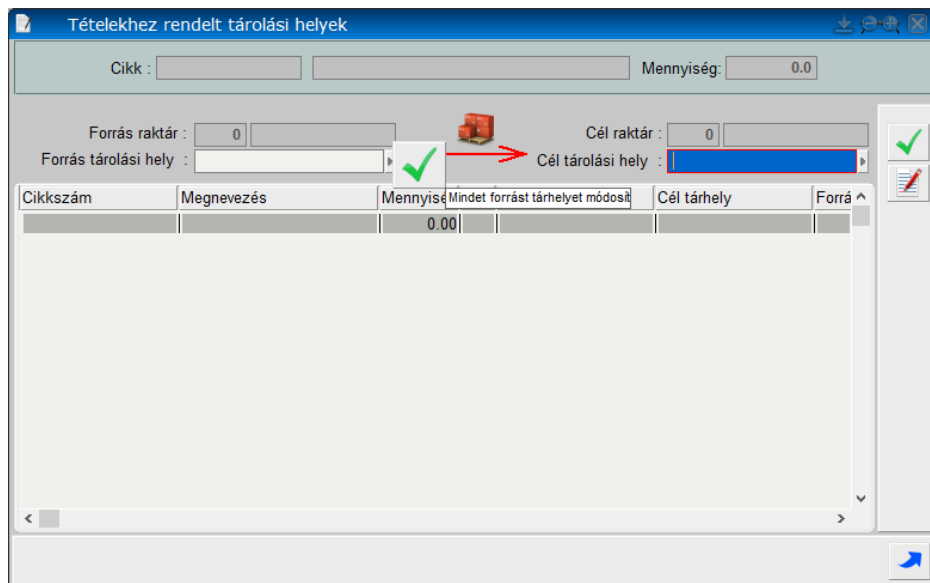 Tételekhez rendelt tárolási helyek
Cikk : Mennyiség: 0.0
Forrás raktár : 0 Cél raktár : 0
Forrás tárolási hely : Cél tárolási hely :
Mindet forrást tárhelyet módosít
Cikkszám Megnevezés Mennyisé Cél tárhely Forrá
0.00